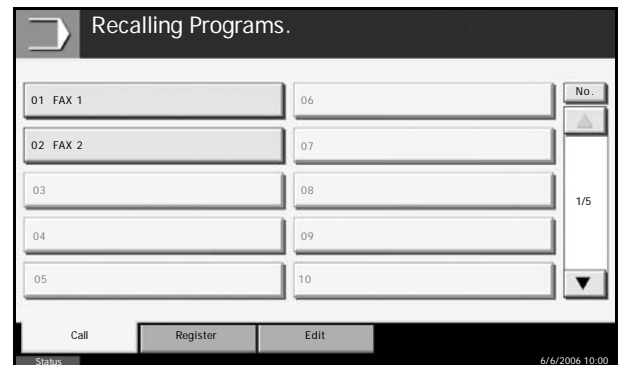 Recalling Programs.
01 FAX 1
02 FAX 2
03
04
05
06
07
08
09
10
No.
1/5
Call
Register
Edit
Status
6/6/2006 10:00